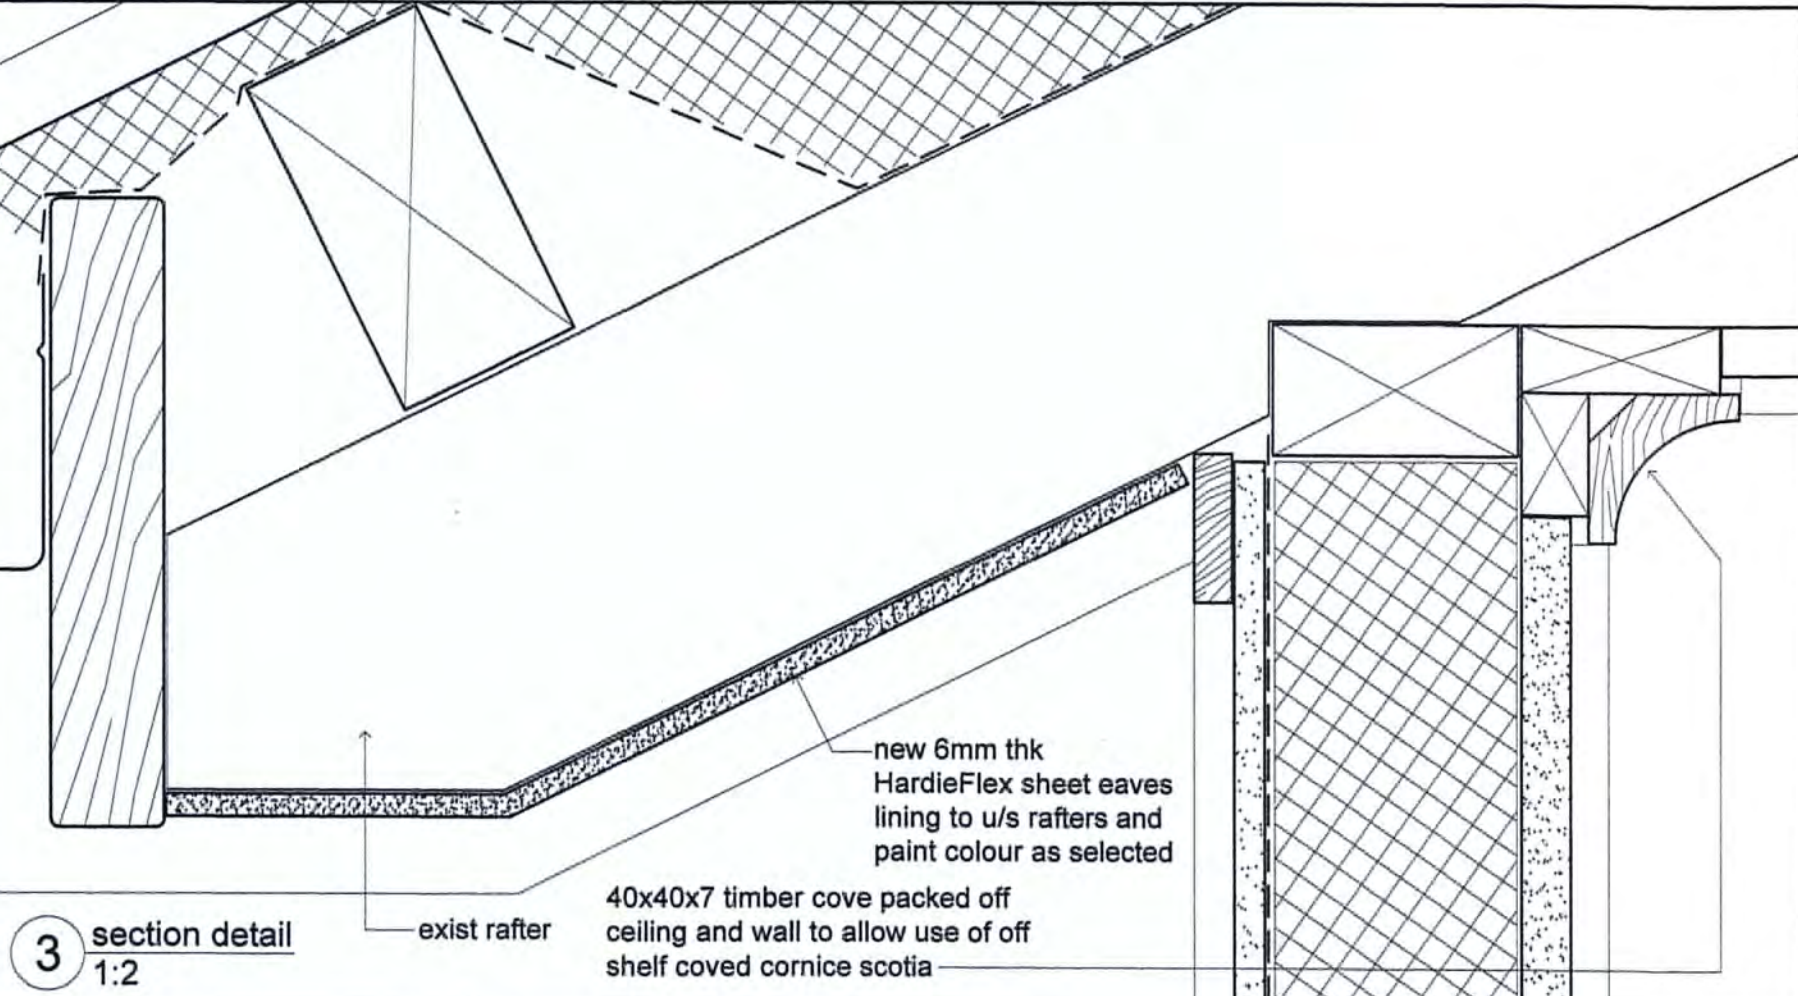 new 6mm thk
HardieFlex sheet eaves
lining to u/s rafters and
paint colour as selected
40x40x7 timber cove packed off
ceiling and wall to allow use of off
shelf coved cornice scotia
exist rafter
3 section detail
1:2